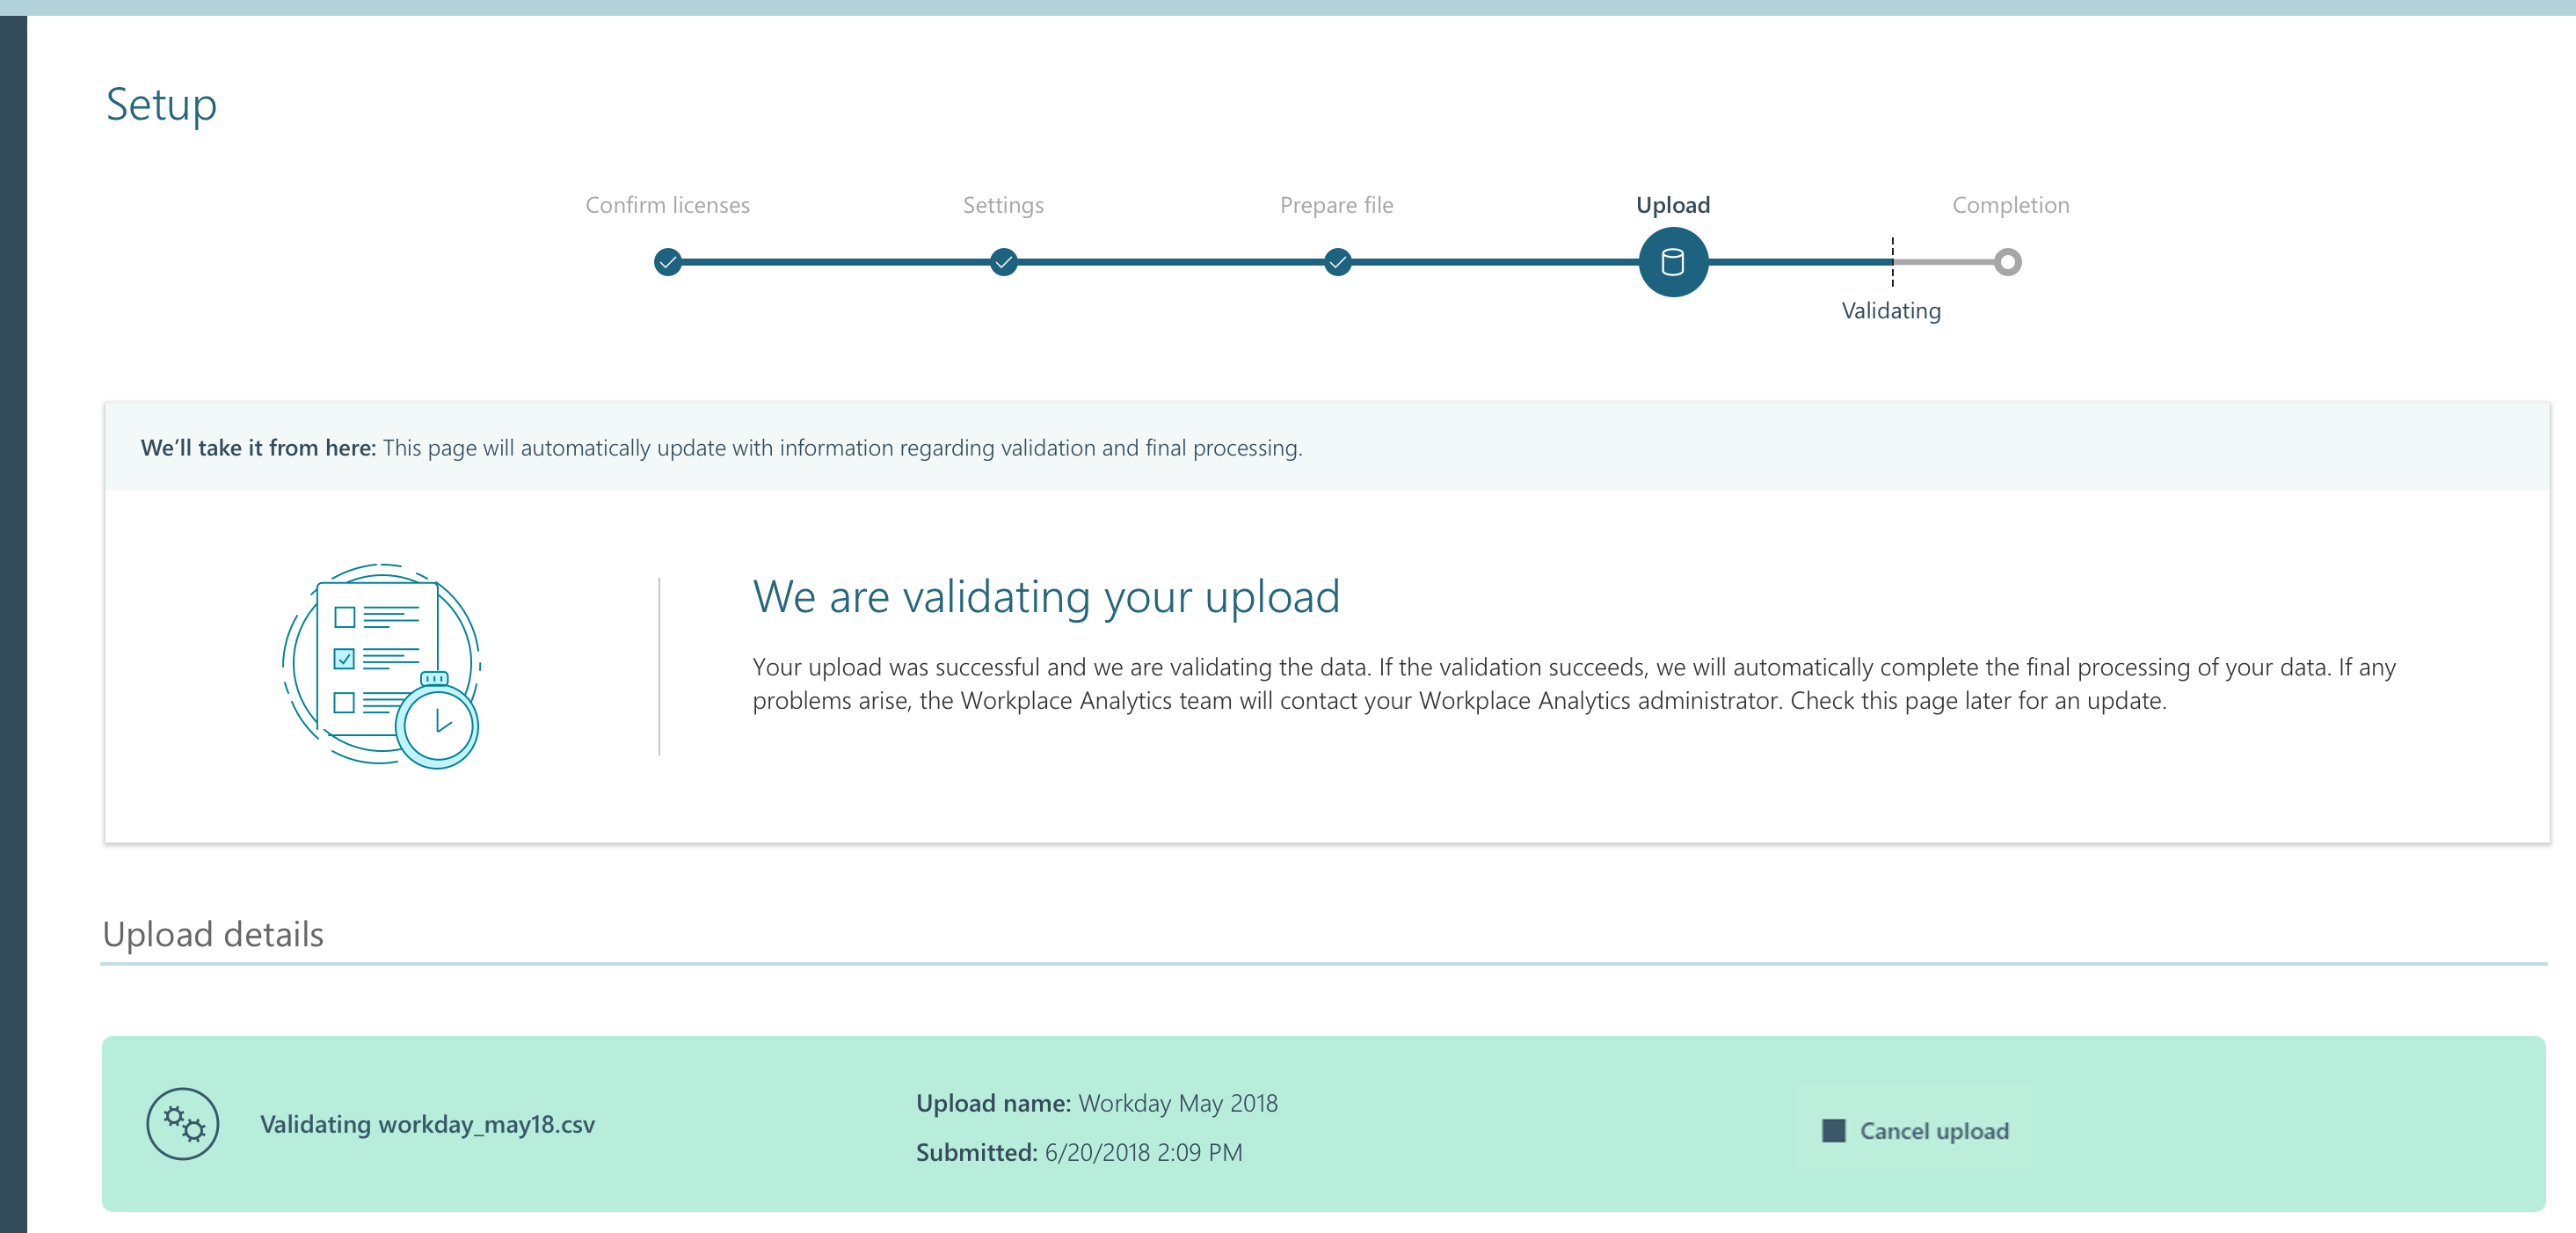 Setup
Confirm licenses
Settings
Prepare file
Upload
Completion
Validating
We’ll take it from here: This page will automatically update with information regarding validation and final processing.
We are validating your upload
Your upload was successful and we are validating the data. If the validation succeeds, we will automatically complete the final processing of your data. If any
problems arise, the Workplace Analytics team will contact your Workplace Analytics administrator. Check this page later for an update.
Upload details
Validating workday_may18.csv
Upload name: Workday May 2018
Submitted: 6/20/2018 2:09 PM
Cancel upload